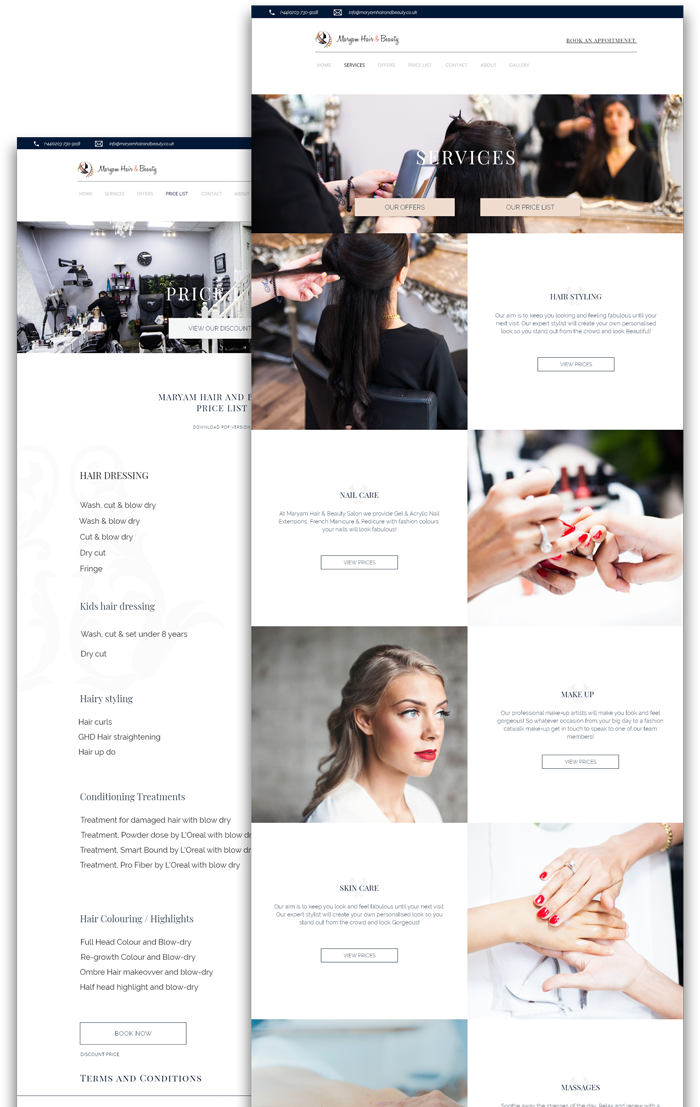 (+44)0203-730-9118 info@maryamhairandbeauty.co.uk
Maryam Hair & Beauty
BOOK AN APPOITMENET
HOME SERVICES OFFERS PRICE LIST CONTACT ABOUT GALLERY
SERVICES
OUR OFFERS OUR PRICE LIST
HAIR STYLING
Our aim is to keep you looking and feeling fabulous until your
next visit. Our expert stylist will create your own personalised
look so you stand out from the crowd and look Beautiful!
VIEW PRICES
NAIL CARE
At Maryam Hair & Beauty Salon we provide Gel & Acrylic Nail
Extensions, French Manicure & Pedicure with fashion colours
your nails will look fabulous!
VIEW PRICES
MAKE UP
Our professional make-up artists will make you look and feel
gorgeous! So whatever occasion from your big day to a fashion
catwalk make-up get in touch to speak to one of our team
members!
VIEW PRICES
SKIN CARE
Our aim is to keep you look and feel fabulous until your next visit.
Our expert stylist will create your own personalised look so you
stand out from the crowd and look Gorgeous!
VIEW PRICES
MASSAGES
Soothe away the stresses of the day. Relax and renew with a
(+44)0203-730-9118 info@maryamhairandbeauty.co.uk
Maryam Hair & Beauty
HOME SERVICES OFFERS PRICE LIST CONTACT ABOUT
PRICE
VIEW OUR DISCOUNT
MARYAM HAIR AND
PRICE LIST
DOWNLOAD PDF VERSION
HAIR DRESSING
Wash, cut & blow dry
Wash & blow dry
Cut & blow dry
Dry cut
Fringe
Kids hair dressing
Wash, cut & set under 8 years
Dry cut
Hairy styling
Hair curls
GHD Hair straightening
Hair up do
Conditioning Treatments
Treatment for damaged hair with blow dry
Treatment, Powder dose by L'Oreal with blow
Treatment, Smart Bound by L'Oreal with blow
Treatment, Pro Fiber by L'Oreal with blow dry
Hair Colouring / Highlights
Full Head Colour and Blow-dry
Re-growth Colour and Blow-dry
Ombre Hair makeovver and blow-dry
Half head highlight and blow-dry
BOOK NOW
DISCOUNT PRICE
TERMS AND CONDITIONS